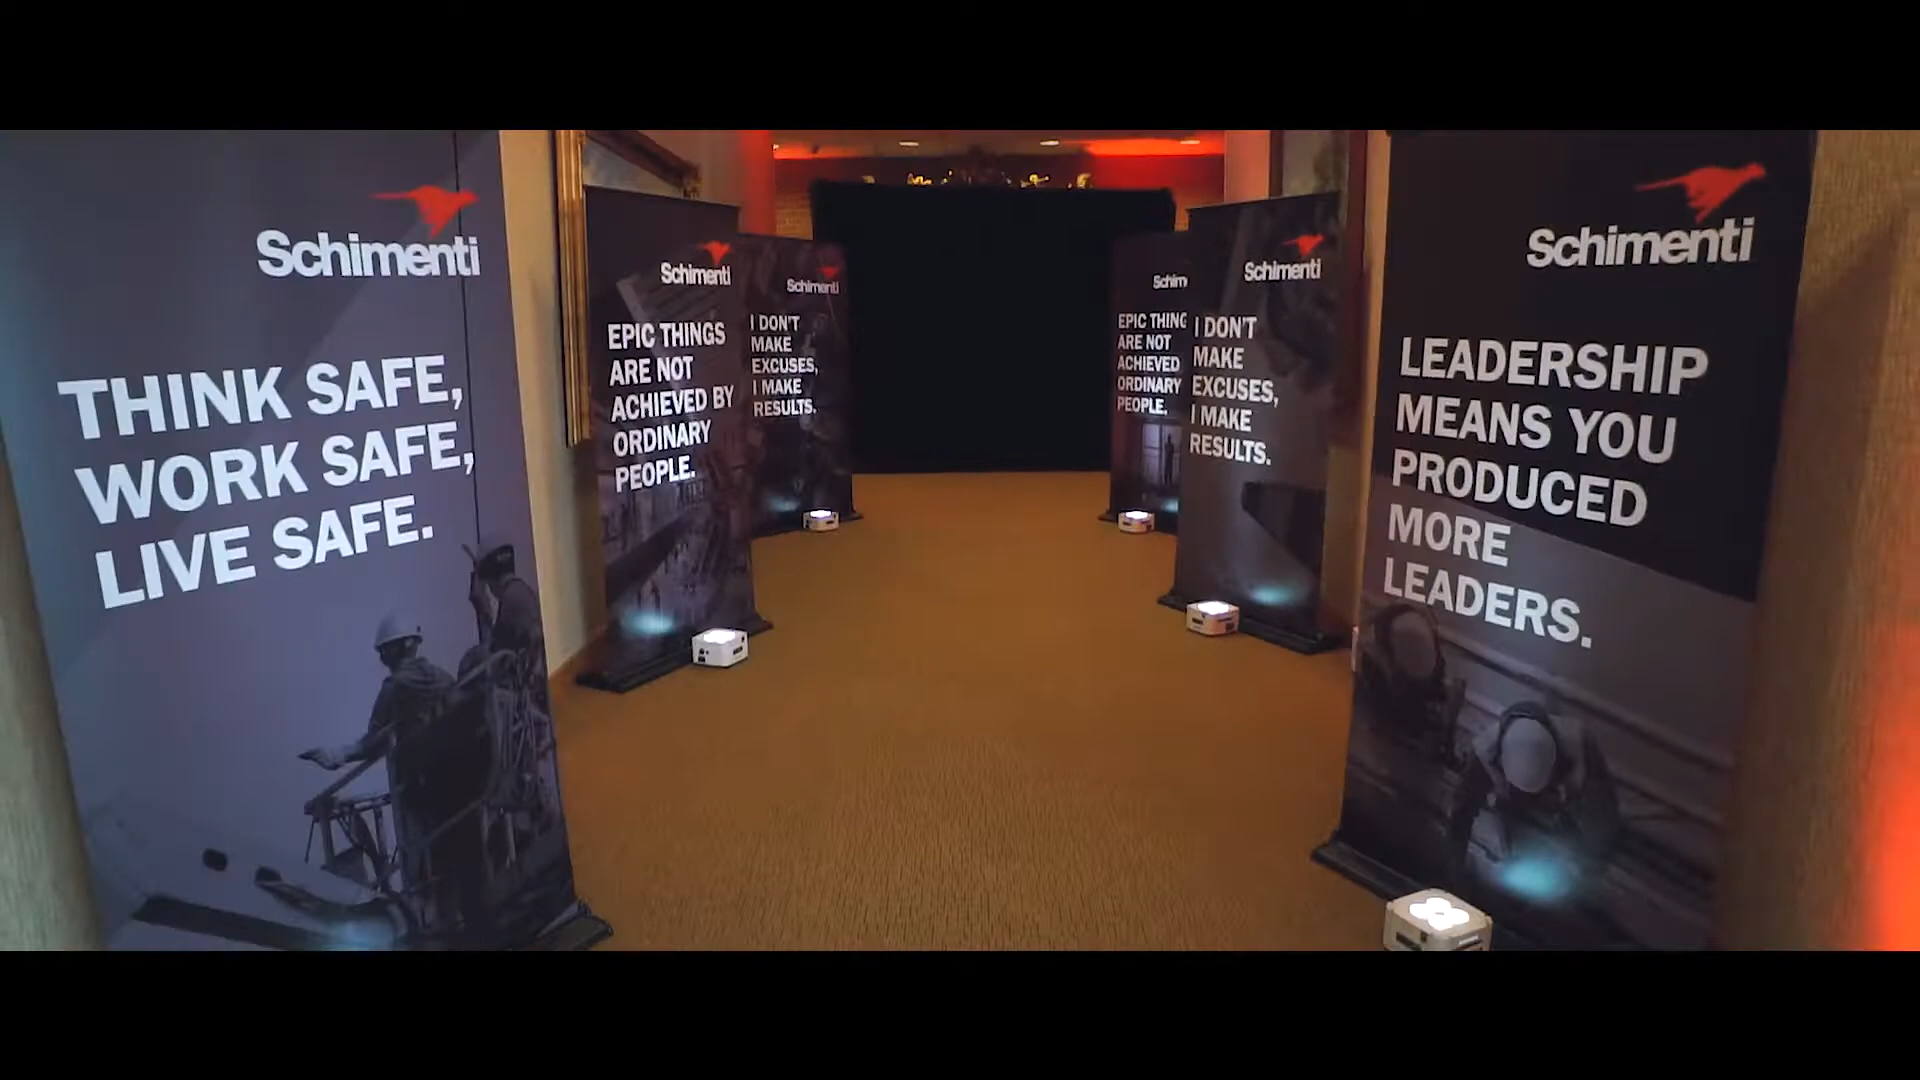 Schimenti
THINK SAFE,
WORK SAFE,
LIVE SAFE.
Schimenti
EPIC THINGS
ARE NOT
ACHIEVED BY
ORDINARY
PEOPLE.
Schimenti
I DON'T
MAKE
EXCUSES,
I MAKE
RESULTS.
Schim
EPIC THING
ARE NOT
ACHIEVED
ORDINARY
PEOPLE.
Schimenti
I DON'T
MAKE
EXCUSES,
I MAKE
RESULTS.
Schimenti
LEADERSHIP
MEANS YOU
PRODUCED
MORE
LEADERS.